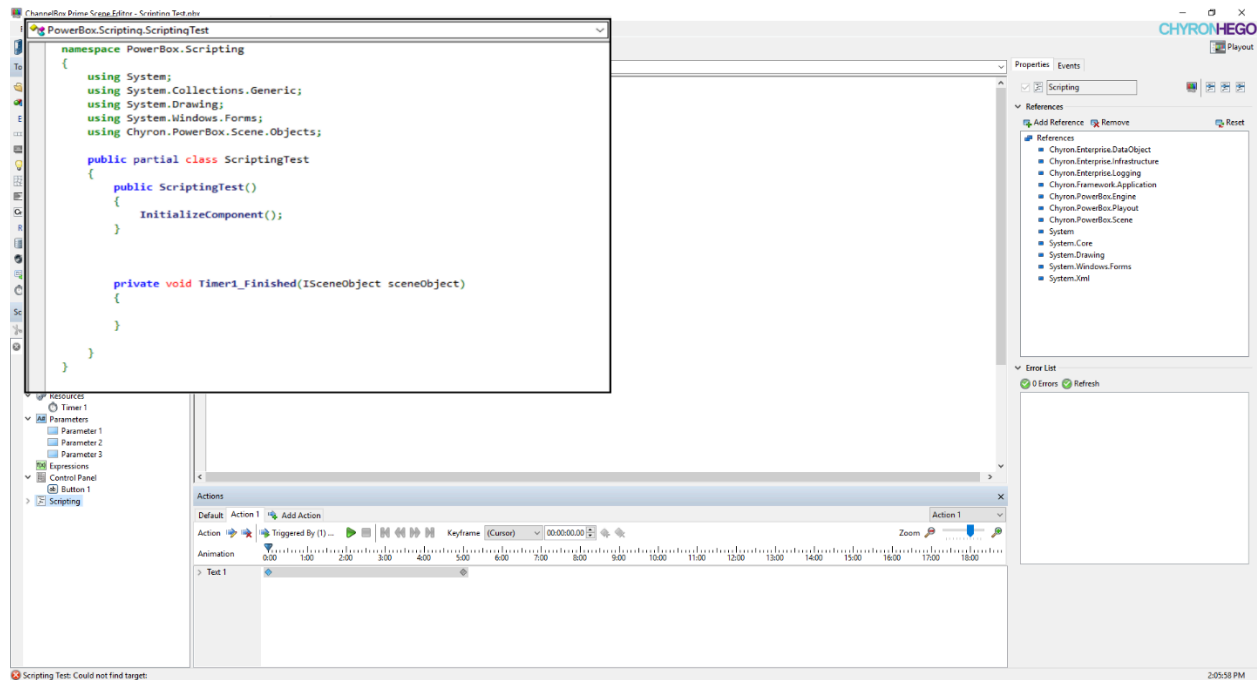 ChannelBox Prime Scene Editor - Scripting Test.pbx
CHYRONHEGO
PowerBox.Scripting.ScriptingTest
Playout
namespace PowerBox.Scripting
{
using System;
using System.Collections.Generic;
using System.Drawing;
using System.Windows.Forms;
using Chyron.PowerBox.Scene.Objects;
public partial class ScriptingTest
{
public ScriptingTest()
{
InitializeComponent();
}
private void Timer1_Finished(ISceneObject sceneObject)
{
}
}
}
Properties Events
Scripting
References
Add Reference Remove Reset
References
Chyron.Enterprise.DataObject
Chyron.Enterprise.Infrastructure
Chyron.Enterprise.Logging
Chyron.Framework.Application
Chyron.PowerBox.Engine
Chyron.PowerBox.Playout
Chyron.PowerBox.Scene
System
System.Core
System.Drawing
System.Windows.Forms
System.Xml
Error List
0 Errors Refresh
To
E
R
Sc
Resources
Timer 1
Parameters
Parameter 1
Parameter 2
Parameter 3
Expressions
Control Panel
Button 1
Scripting
Actions
Default Action 1 Add Action Action 1
Action Triggered By (1) ... Keyframe (Cursor) 00:00:00.00 Zoom
Animation 0:00 1:00 2:00 3:00 4:00 5:00 6:00 7:00 8:00 9:00 10:00 11:00 12:00 13:00 14:00 15:00 16:00 17:00 18:00
Text 1
Scripting Test: Could not find target: 2:05:58 PM